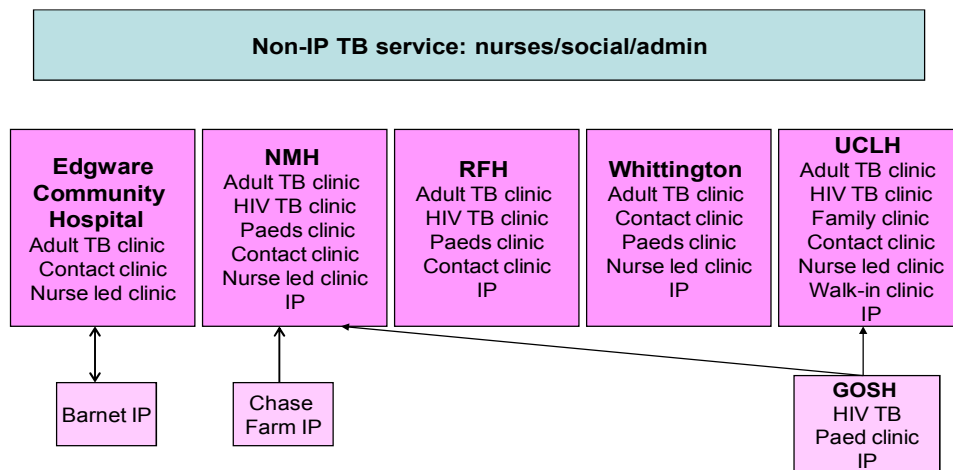 Non-IP TB service: nurses/social/admin
Edgware
Community
Hospital
Adult TB clinic
Contact clinic
Nurse led clinic
NMH
Adult TB clinic
HIV TB clinic
Paeds clinic
Contact clinic
Nurse led clinic
IP
RFH
Adult TB clinic
HIV TB clinic
Paeds clinic
Contact clinic
IP
Whittington
Adult TB clinic
Contact clinic
Paeds clinic
Nurse led clinic
IP
UCLH
Adult TB clinic
HIV TB clinic
Family clinic
Contact clinic
Nurse led clinic
Walk-in clinic
IP
Barnet IP
Chase
Farm IP
GOSH
HIV TB
Paed clinic
IP